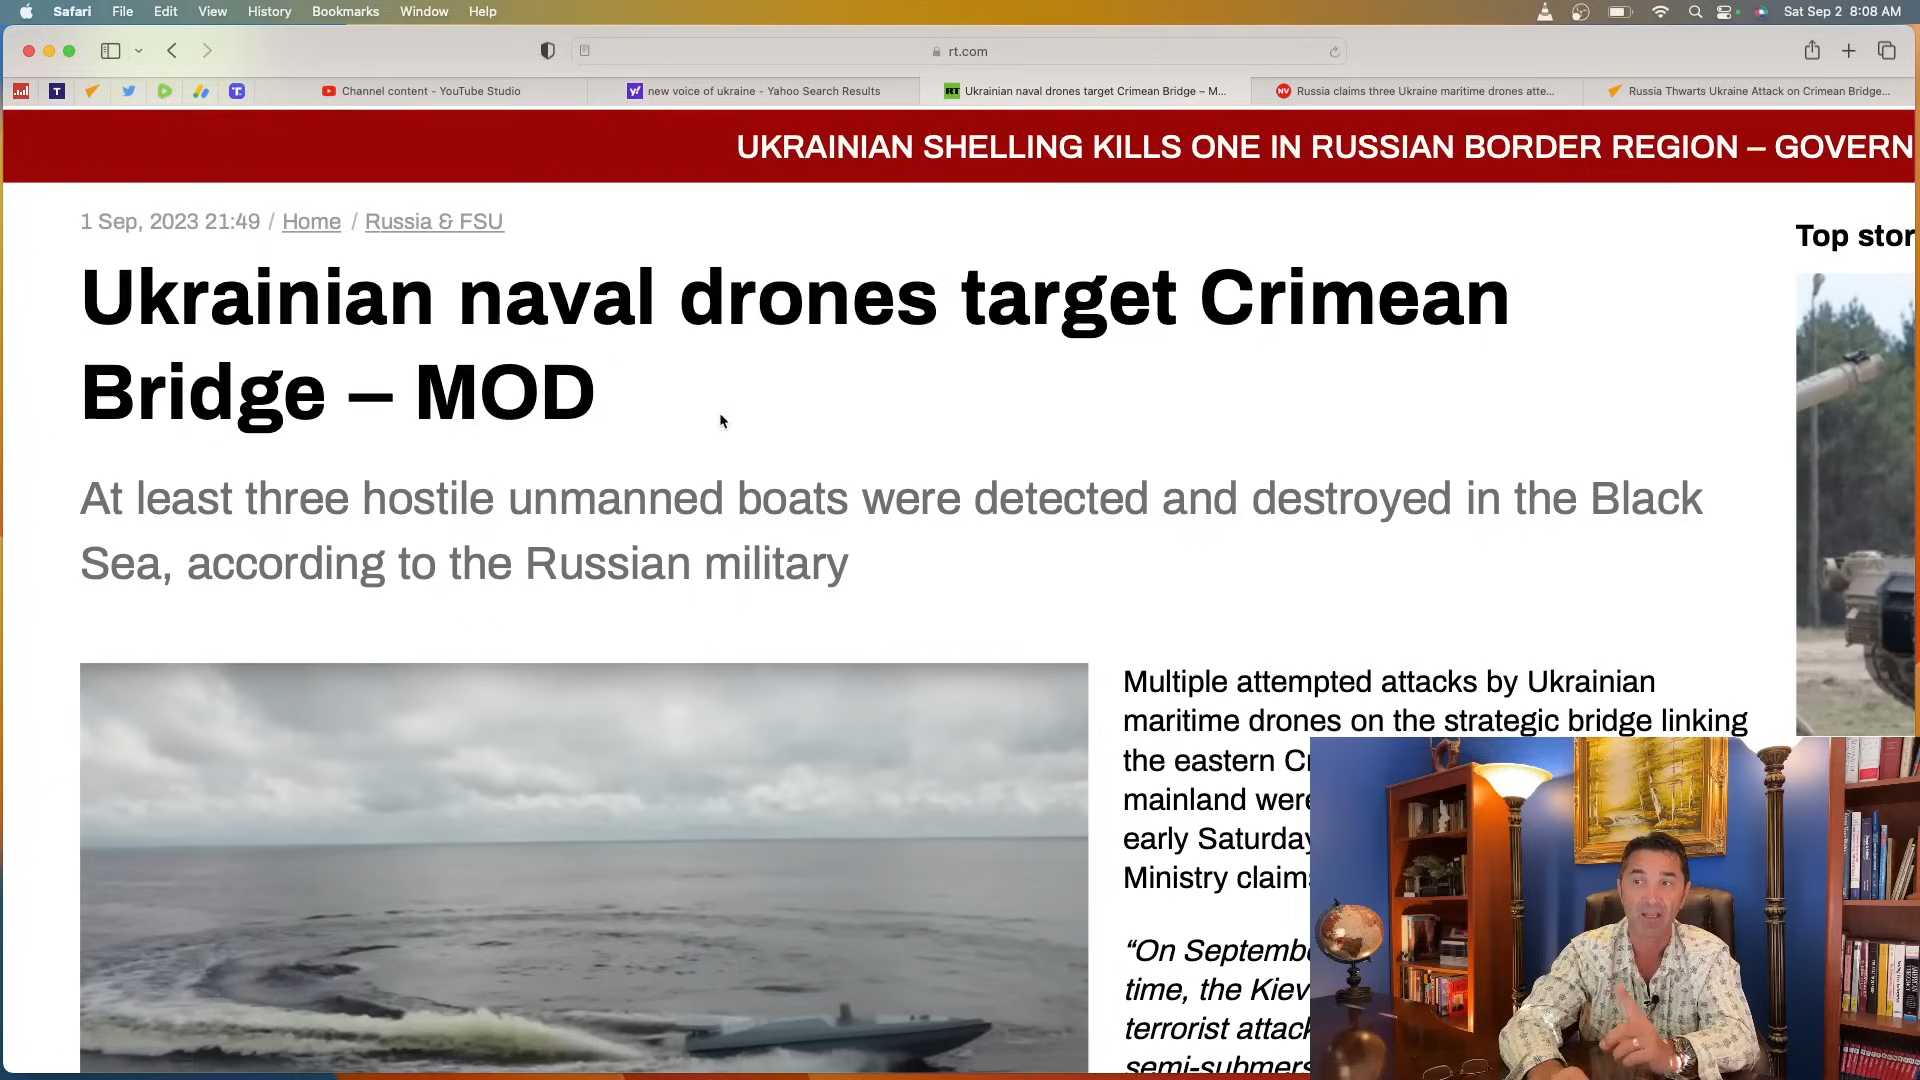 Safari File Edit View History Bookmarks Window Help
Sat Sep 2 8:08 AM
rt.com
Channel content - YouTube Studio
new voice of ukraine - Yahoo Search Results
RT Ukrainian naval drones target Crimean Bridge – M...
NV Russia claims three Ukraine maritime drones atte...
Russia Thwarts Ukraine Attack on Crimean Bridge...
UKRAINIAN SHELLING KILLS ONE IN RUSSIAN BORDER REGION – GOVERN
1 Sep, 2023 21:49 / Home / Russia & FSU
Top stor
Ukrainian naval drones target Crimean
Bridge – MOD
At least three hostile unmanned boats were detected and destroyed in the Black
Sea, according to the Russian military
Multiple attempted attacks by Ukrainian
maritime drones on the strategic bridge linking
the eastern Cr
mainland were
early Saturday
Ministry claim
“On Septembe
time, the Kiev
terrorist attack
semi-submers